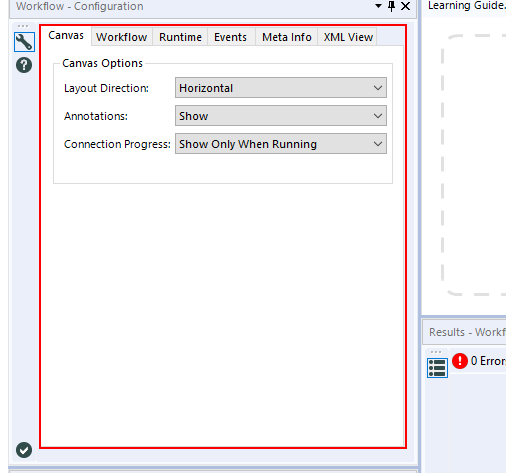 Workflow - Configuration
Learning Guide.
Canvas Workflow Runtime Events Meta Info XML View
Canvas Options
Layout Direction: Horizontal
Annotations: Show
Connection Progress: Show Only When Running
Results - Workf
0 Error